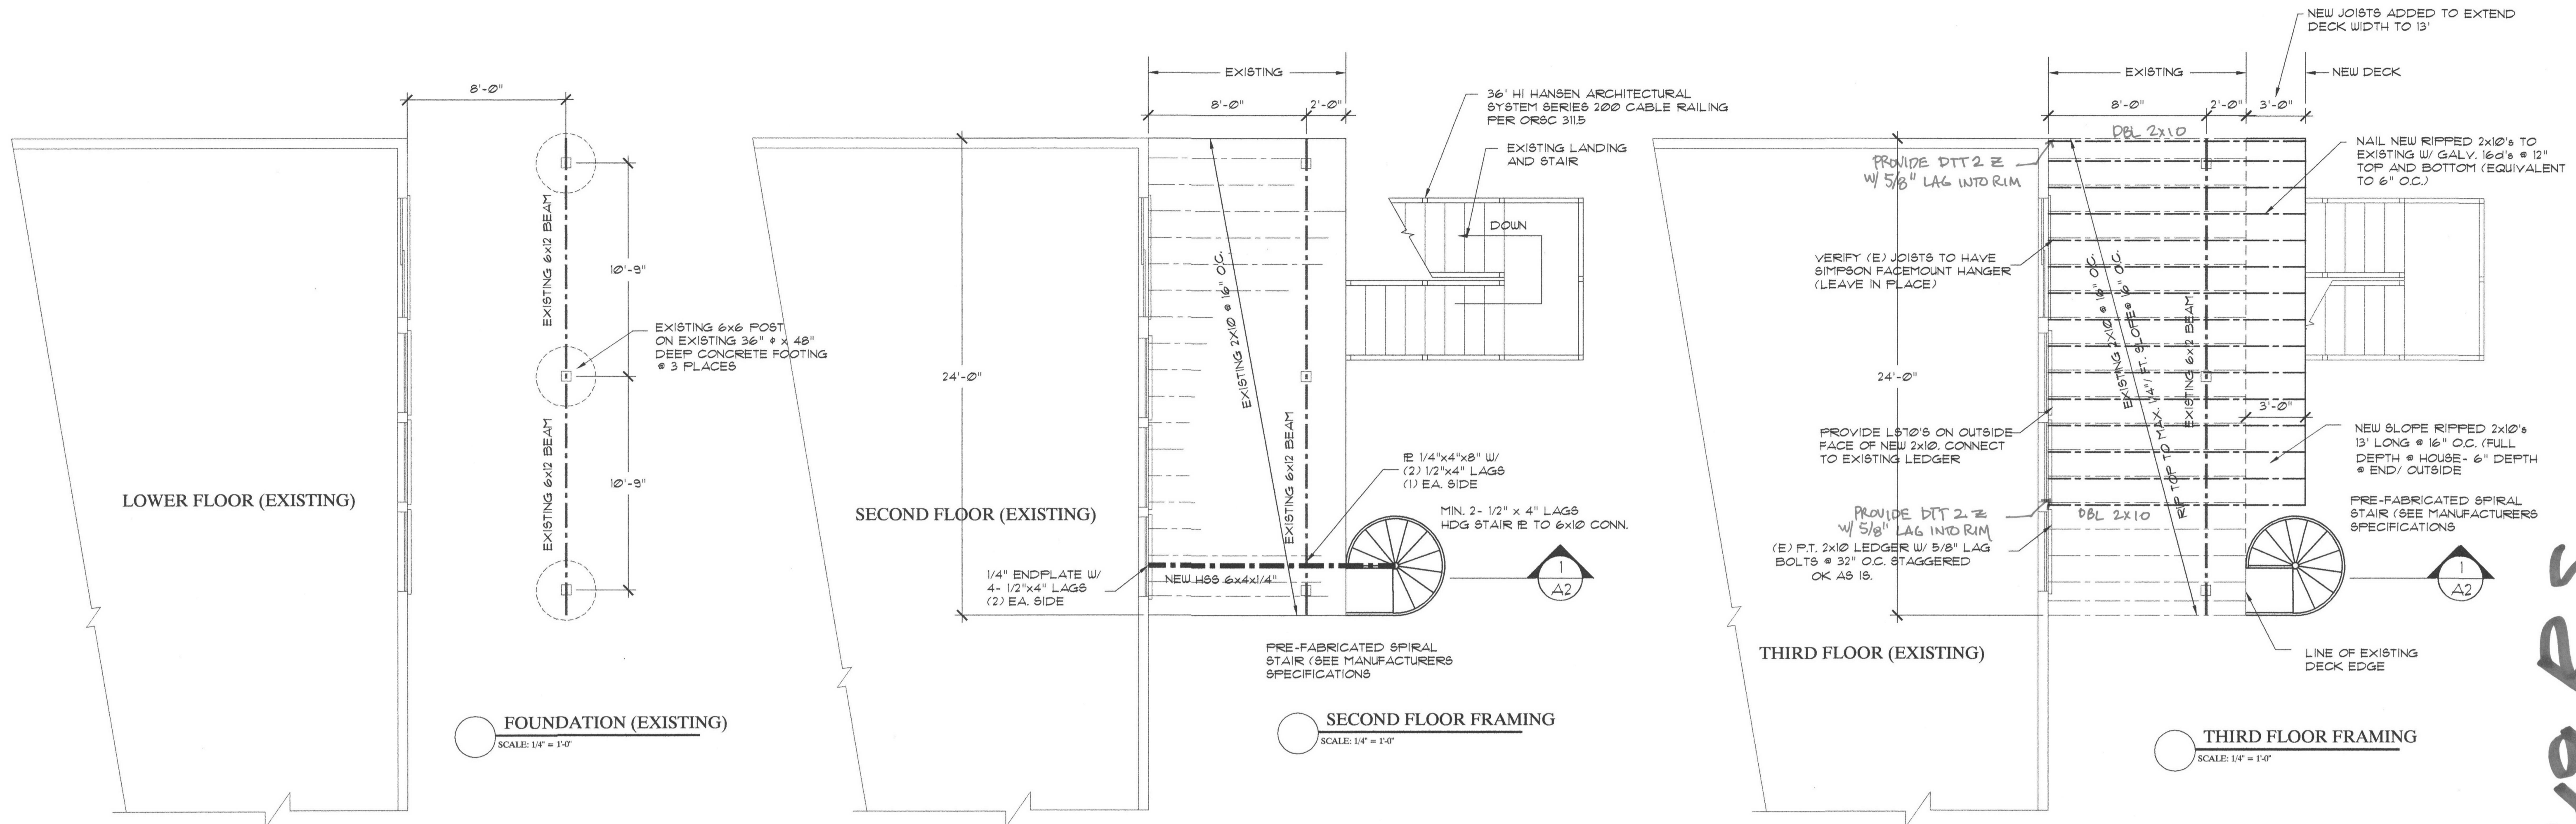 8'-0"
10'-9"
10'-9"
EXISTING 6x12 BEAM
EXISTING 6x12 BEAM
EXISTING 6x6 POST
ON EXISTING 36" φ x 48"
DEEP CONCRETE FOOTING
@ 3 PLACES
LOWER FLOOR (EXISTING)
FOUNDATION (EXISTING)
SCALE: 1/4" = 1'-0"
EXISTING
8'-0"
2'-0"
36' HI HANSEN ARCHITECTURAL
SYSTEM SERIES 200 CABLE RAILING
PER ORSC 311.5
EXISTING LANDING
AND STAIR
DOWN
EXISTING 2X10 @ 16" O.C.
24'-0"
EXISTING 6x12 BEAM
SECOND FLOOR (EXISTING)
PL 1/4"x4"x8" W/
(2) 1/2"x4" LAGS
(1) EA. SIDE
MIN. 2- 1/2" x 4" LAGS
HDG STAIR PL TO 6x10 CONN.
1/4" ENDPLATE W/
4- 1/2"x4" LAGS
(2) EA. SIDE
NEW HSS 6x4x1/4"
1
A2
PRE-FABRICATED SPIRAL
STAIR (SEE MANUFACTURERS
SPECIFICATIONS
SECOND FLOOR FRAMING
SCALE: 1/4" = 1'-0"
NEW JOISTS ADDED TO EXTEND
DECK WIDTH TO 13'
EXISTING
NEW DECK
8'-0"
2'-0"
3'-0"
DBL 2x10
PROVIDE DTT 2 Z
W/ 5/8" LAG INTO RIM
NAIL NEW RIPPED 2x10's TO
EXISTING W/ GALV. 16d's @ 12"
TOP AND BOTTOM (EQUIVALENT
TO 6" O.C.)
VERIFY (E) JOISTS TO HAVE
SIMPSON FACEMOUNT HANGER
(LEAVE IN PLACE)
EXISTING 2X10 @ 16" O.C.
RIP TOP TO MAX. 1/4"/ FT. SLOPE @ 16" O.C.
EXISTING 6x12 BEAM
24'-0"
3'-0"
PROVIDE LS70'S ON OUTSIDE
FACE OF NEW 2x10. CONNECT
TO EXISTING LEDGER
NEW SLOPE RIPPED 2x10's
13' LONG @ 16" O.C. (FULL
DEPTH @ HOUSE- 6" DEPTH
@ END/ OUTSIDE
PROVIDE DTT 2 Z
W/ 5/8" LAG INTO RIM
DBL 2x10
(E) P.T. 2x10 LEDGER W/ 5/8" LAG
BOLTS @ 32" O.C. STAGGERED
OK AS IS.
PRE-FABRICATED SPIRAL
STAIR (SEE MANUFACTURERS
SPECIFICATIONS
1
A2
THIRD FLOOR (EXISTING)
LINE OF EXISTING
DECK EDGE
THIRD FLOOR FRAMING
SCALE: 1/4" = 1'-0"